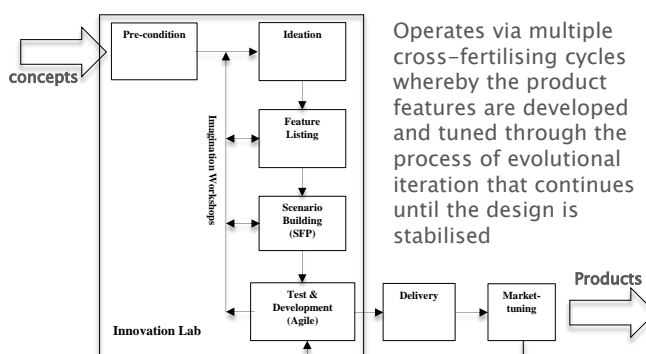 Pre-condition
Ideation
concepts
Feature
Listing
Imagination Workshops
Scenario
Building
(SFP)
Test &
Development
(Agile)
Innovation Lab
Delivery
Market-
tuning
Products
Operates via multiple
cross-fertilising cycles
whereby the product
features are developed
and tuned through the
process of evolutional
iteration that continues
until the design is
stabilised